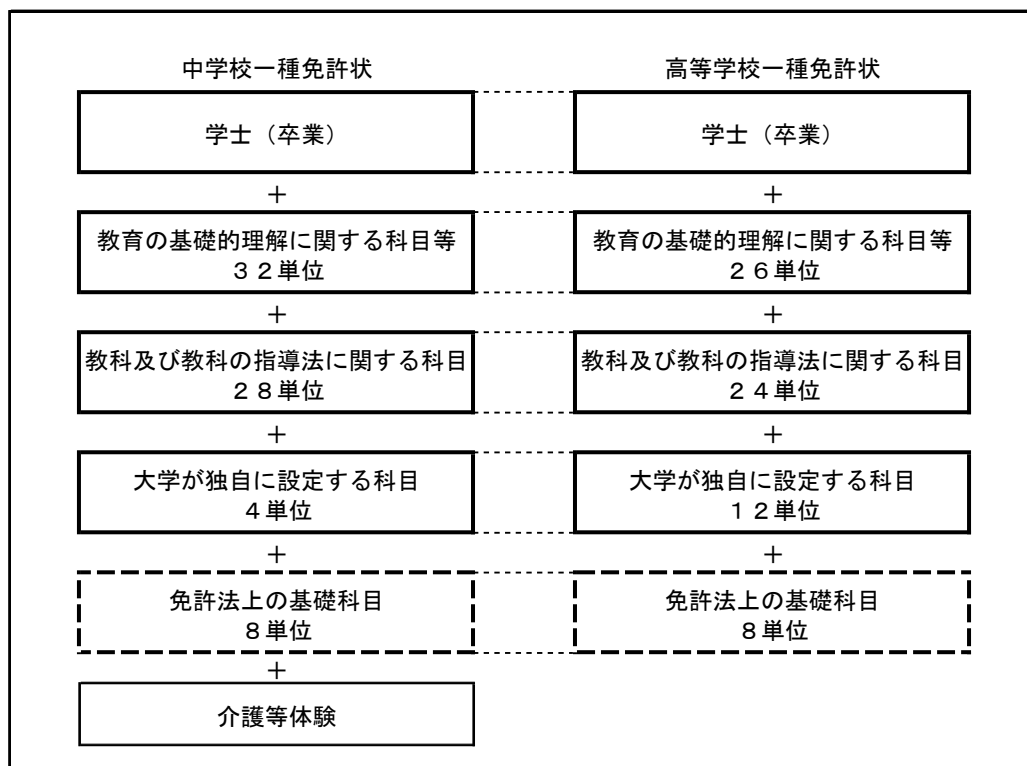 中学校一種免許状
高等学校一種免許状
学士（卒業）
学士（卒業）
＋
＋
教育の基礎的理解に関する科目等
３２単位
教育の基礎的理解に関する科目等
２６単位
＋
＋
教科及び教科の指導法に関する科目
２８単位
教科及び教科の指導法に関する科目
２４単位
＋
＋
大学が独自に設定する科目
４単位
大学が独自に設定する科目
１２単位
＋
＋
免許法上の基礎科目
８単位
免許法上の基礎科目
８単位
＋
介護等体験